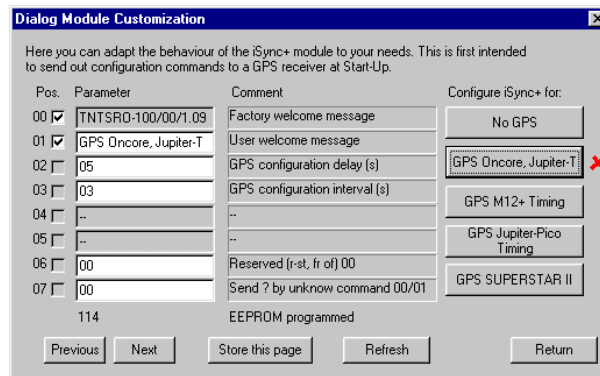 Dialog Module Customization
Here you can adapt the behaviour of the iSync+ module to your needs. This is first intended
to send out configuration commands to a GPS receiver at Start-Up.
Pos. Parameter Comment Configure iSync+ for:
00 TNTSRO-100/00/1.09 Factory welcome message No GPS
01 GPS Oncore, Jupiter-T User welcome message
02 05 GPS configuration delay (s) GPS Oncore, Jupiter-T
03 03 GPS configuration interval (s)
04 -- -- GPS M12+ Timing
05 -- -- GPS Jupiter-Pico
Timing
06 00 Reserved (r-st, fr of) 00
07 00 Send ? by unknow command 00/01 GPS SUPERSTAR II
114 EEPROM programmed
Previous Next Store this page Refresh Return